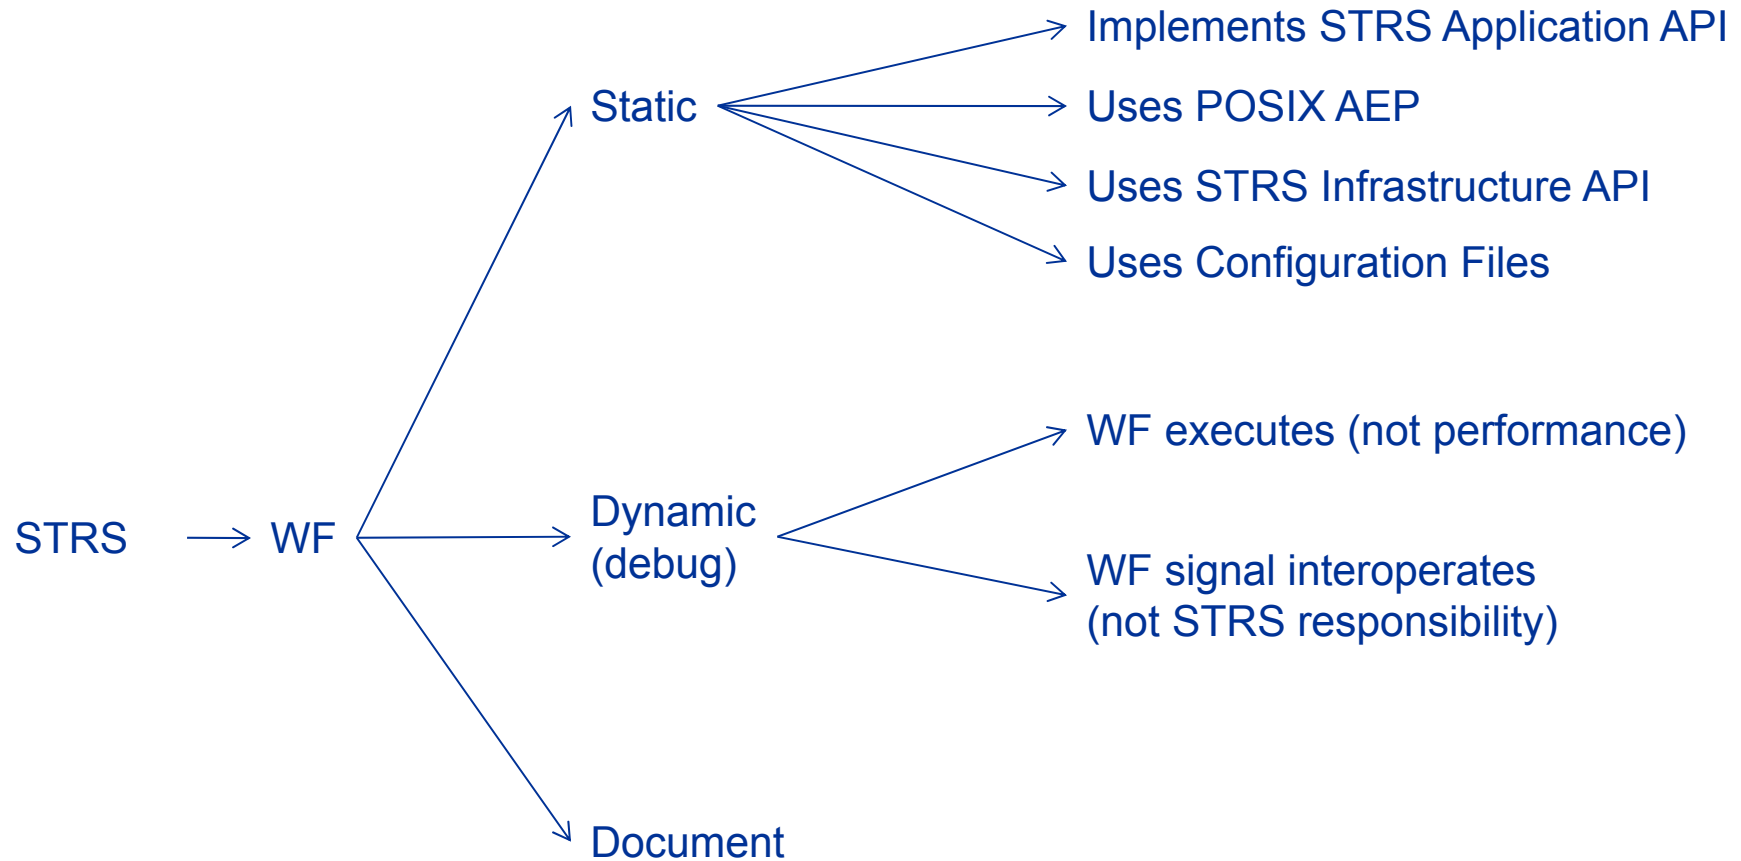 Implements STRS Application API
Static
Uses POSIX AEP
Uses STRS Infrastructure API
Uses Configuration Files
WF executes (not performance)
STRS
WF
Dynamic
(debug)
WF signal interoperates
(not STRS responsibility)
Document